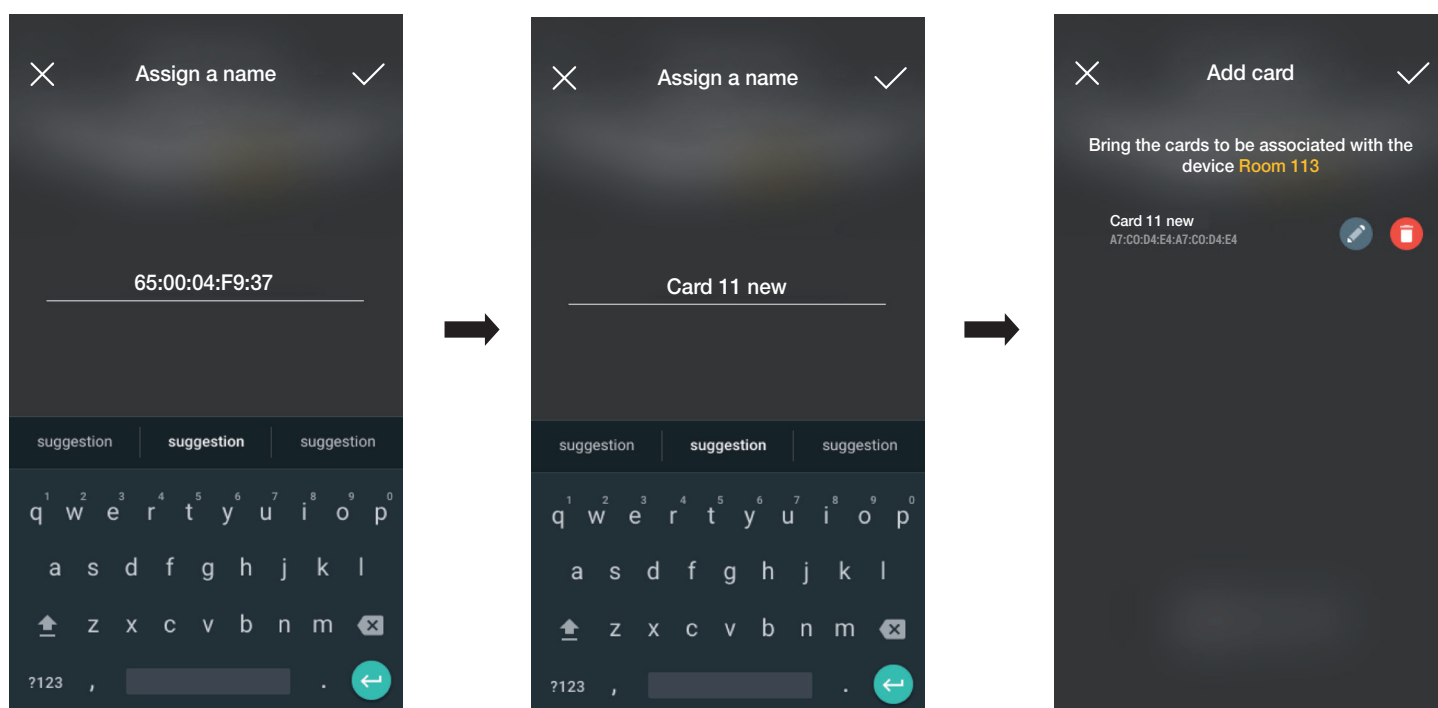 Assign a name
65:00:04:F9:37
suggestion suggestion suggestion
1 2 3 4 5 6 7 8 9 0
q w e r t y u i o p
a s d f g h j k l
z x c v b n m
?123 , .
Assign a name
Card 11 new
suggestion suggestion suggestion
1 2 3 4 5 6 7 8 9 0
q w e r t y u i o p
a s d f g h j k l
z x c v b n m
?123 , .
Add card
Bring the cards to be associated with the
device Room 113
Card 11 new
A7:C0:D4:E4:A7:C0:D4:E4